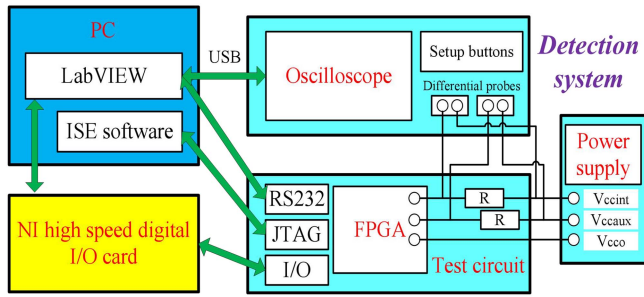 PC
LabVIEW
ISE software
USB
Oscilloscope
Setup buttons
Differential probes
Detection
system
NI high speed digital
I/O card
RS232
JTAG
I/O
FPGA
R
R
Test circuit
Power
supply
Vccint
Vccaux
Vcco